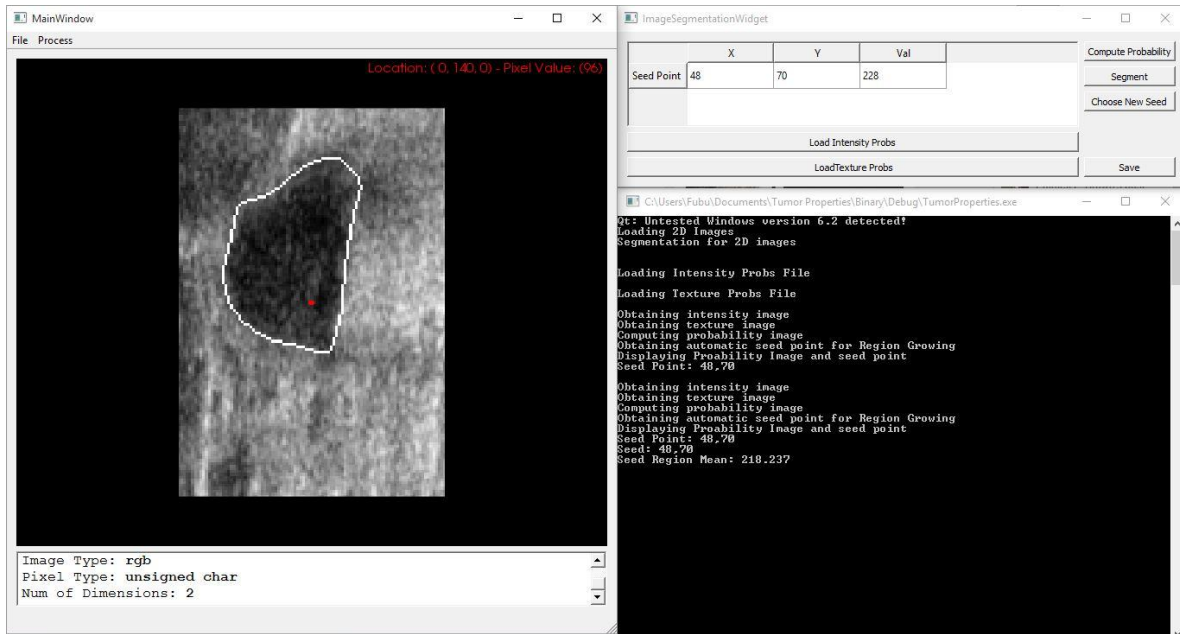 MainWindow
File Process
Location: ( 0, 140, 0) - Pixel Value: (96)
Image Type: rgb
Pixel Type: unsigned char
Num of Dimensions: 2
ImageSegmentationWidget
X Y Val
Seed Point 48 70 228
Compute Probability
Segment
Choose New Seed
Load Intensity Probs
LoadTexture Probs
Save
C:\Users\Fubu\Documents\Tumor Properties\Binary\Debug\TumorProperties.exe
Qt: Untested Windows version 6.2 detected!
Loading 2D Images
Segmentation for 2D images
Loading Intensity Probs File
Loading Texture Probs File
Obtaining intensity image
Obtaining texture image
Computing probability image
Obtaining automatic seed point for Region Growing
Displaying Proability Image and seed point
Seed Point: 48,70
Obtaining intensity image
Obtaining texture image
Computing probability image
Obtaining automatic seed point for Region Growing
Displaying Proability Image and seed point
Seed Point: 48,70
Seed: 48,70
Seed Region Mean: 218.237